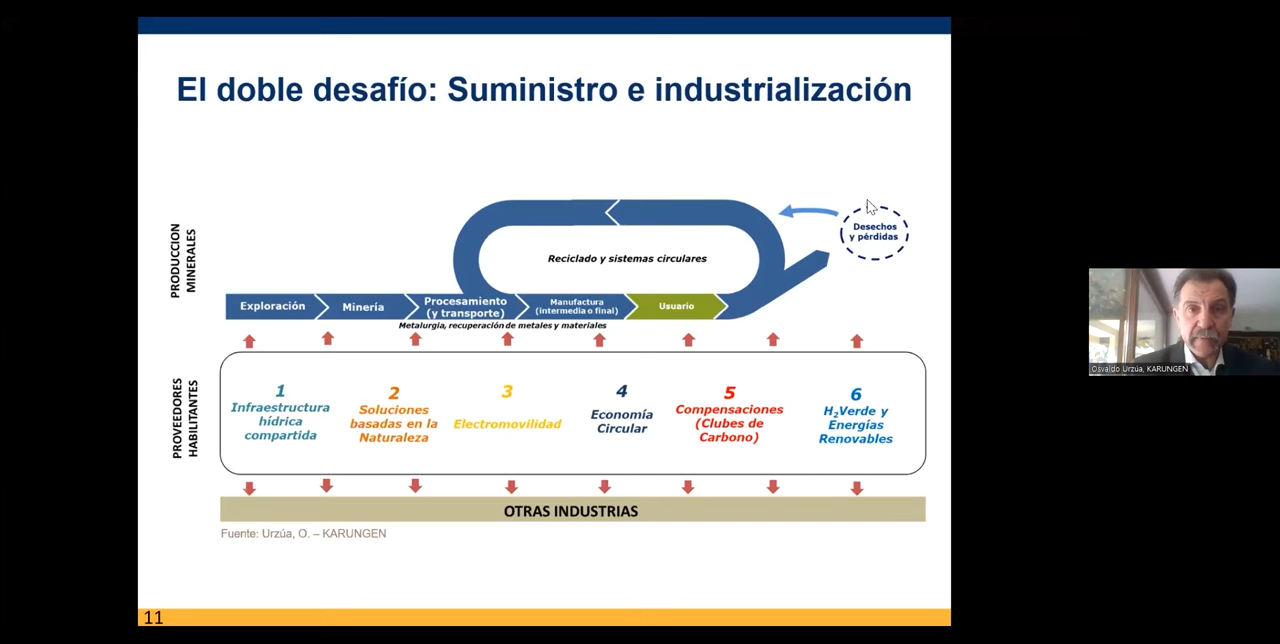 El doble desafío: Suministro e industrialización
PRODUCCION
MINERALES
Desechos
y pérdidas
Reciclado y sistemas circulares
Exploración
Minería
Procesamiento
(y transporte)
Manufactura
(intermedia o final)
Usuario
Metalurgia, recuperación de metales y materiales
PROVEEDORES
HABILITANTES
1
Infraestructura
hídrica
compartida
2
Soluciones
basadas en la
Naturaleza
3
Electromovilidad
4
Economía
Circular
5
Compensaciones
(Clubes de
Carbono)
6
H2Verde y
Energías
Renovables
OTRAS INDUSTRIAS
Fuente: Urzúa, O. – KARUNGEN
11
Osvaldo Urzúa, KARUNGEN